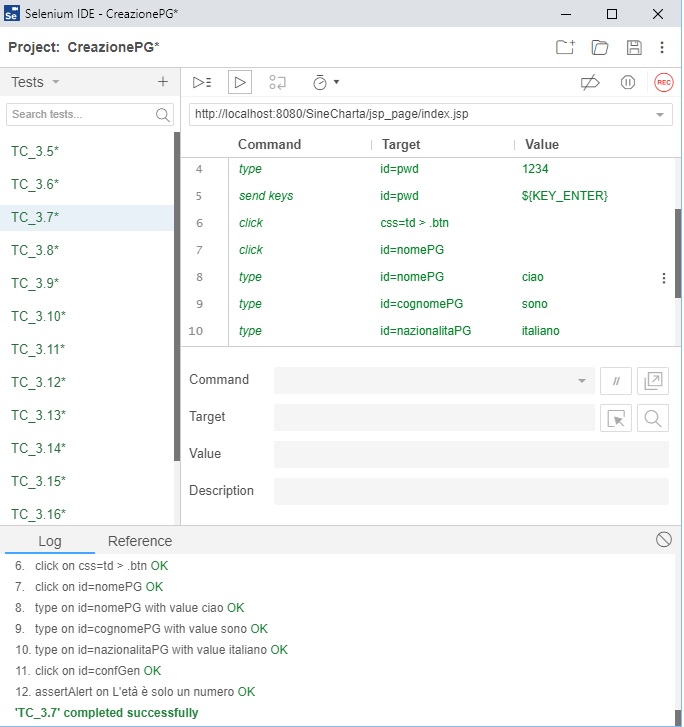 Selenium IDE - CreazionePG*
Project: CreazionePG*
Tests
Search tests...
TC_3.5*
TC_3.6*
TC_3.7*
TC_3.8*
TC_3.9*
TC_3.10*
TC_3.11*
TC_3.12*
TC_3.13*
TC_3.14*
TC_3.15*
TC_3.16*
REC
http://localhost:8080/SineCharta/jsp_page/index.jsp
Command Target Value
4 type id=pwd 1234
5 send keys id=pwd ${KEY_ENTER}
6 click css=td > .btn
7 click id=nomePG
8 type id=nomePG ciao
9 type id=cognomePG sono
10 type id=nazionalitaPG italiano
Command //
Target
Value
Description
Log Reference
6. click on css=td > .btn OK
7. click on id=nomePG OK
8. type on id=nomePG with value ciao OK
9. type on id=cognomePG with value sono OK
10. type on id=nazionalitaPG with value italiano OK
11. click on id=confGen OK
12. assertAlert on L'età è solo un numero OK
'TC_3.7' completed successfully